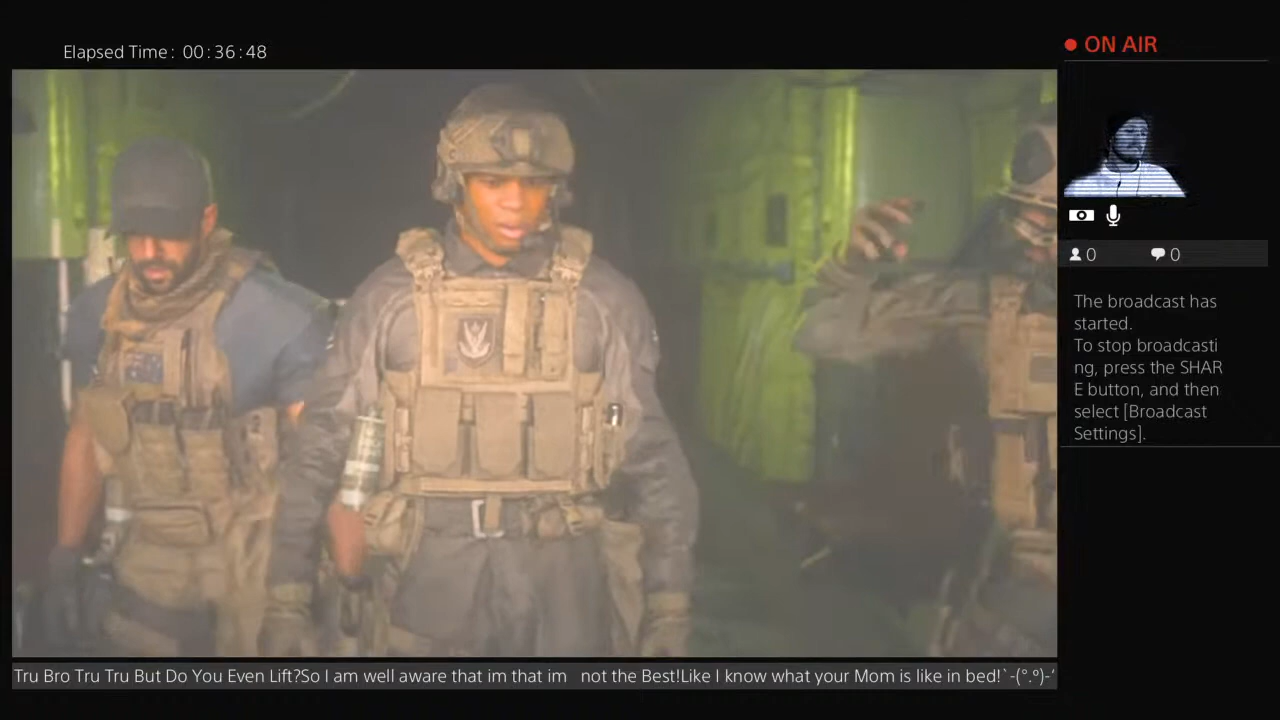 Elapsed Time: 00:36:48
ON AIR
0 0
The broadcast has
started.
To stop broadcasti
ng, press the SHAR
E button, and then
select [Broadcast
Settings].
Tru Bro Tru Tru But Do You Even Lift?So I am well aware that im that im   not the Best!Like I know what your Mom is like in bed!`-(°.º)-‘